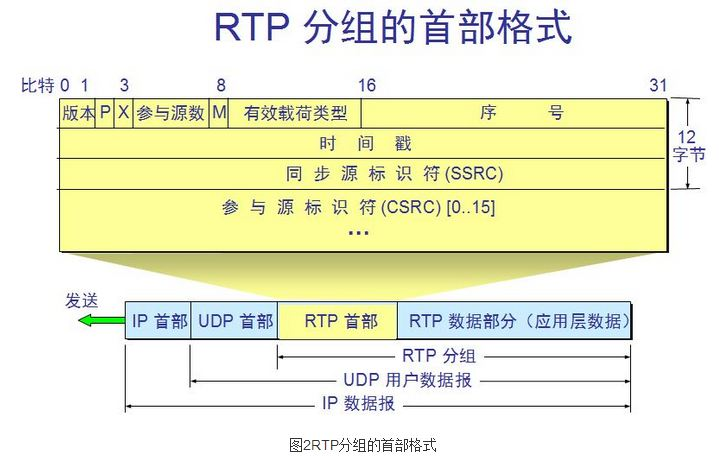 RTP 分组的首部格式
比特 0 1 3 8 16 31
版本 P X 参与源数 M 有效载荷类型 序 号
12
字节
时 间 戳
同 步 源 标 识 符 (SSRC)
参 与 源 标 识 符 (CSRC) [0..15]
...
发送
IP 首部 UDP 首部 RTP 首部 RTP 数据部分（应用层数据）
RTP 分组
UDP 用户数据报
IP 数据报
图2RTP分组的首部格式